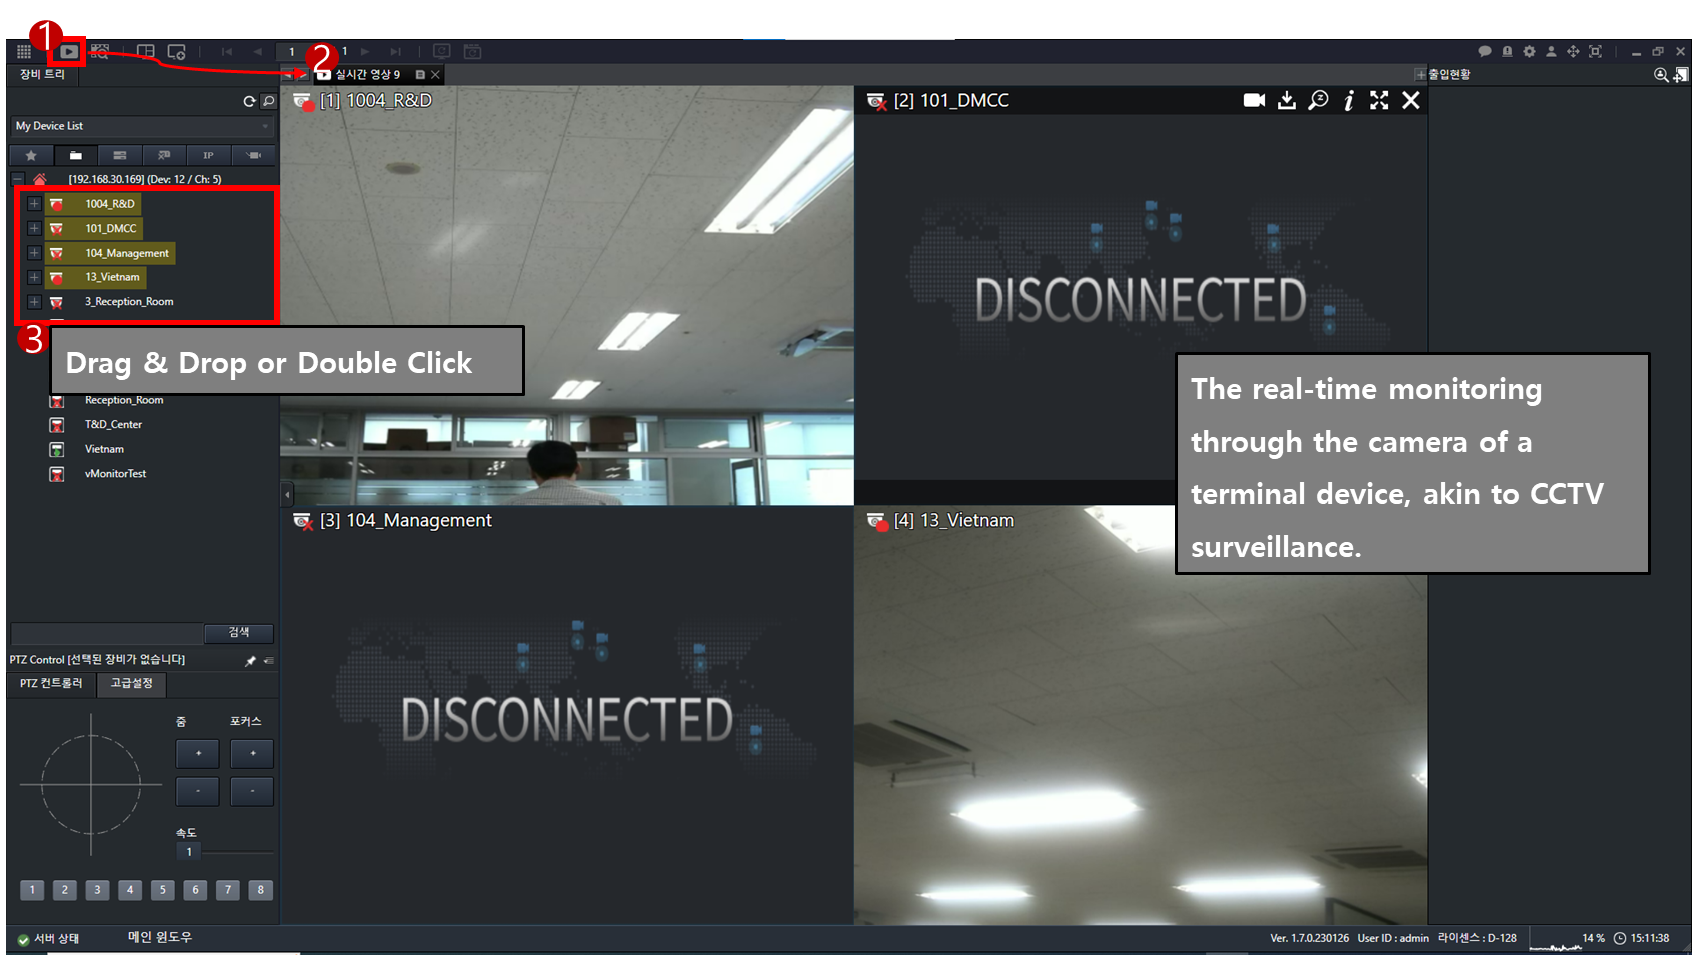 1
2
1
1
장비 트리
실시간 영상 9
출입현황
[1] 1004_R&D
[2] 101_DMCC
My Device List
IP
[192.168.30.169] (Dev: 12 / Ch: 5)
1004_R&D
101_DMCC
104_Management
13_Vietnam
3_Reception_Room
DISCONNECTED
3
Drag & Drop or Double Click
The real-time monitoring
through the camera of a
terminal device, akin to CCTV
surveillance.
Reception_Room
T&D_Center
Vietnam
vMonitorTest
[3] 104_Management
[4] 13_Vietnam
검색
PTZ Control [선택된 장비가 없습니다]
PTZ 컨트롤러
고급설정
DISCONNECTED
줌
포커스
+
+
-
-
속도
1
1 2 3 4 5 6 7 8
서버 상태
메인 윈도우
Ver. 1.7.0.230126 User ID : admin 라이센스 : D-128
14 %
15:11:38